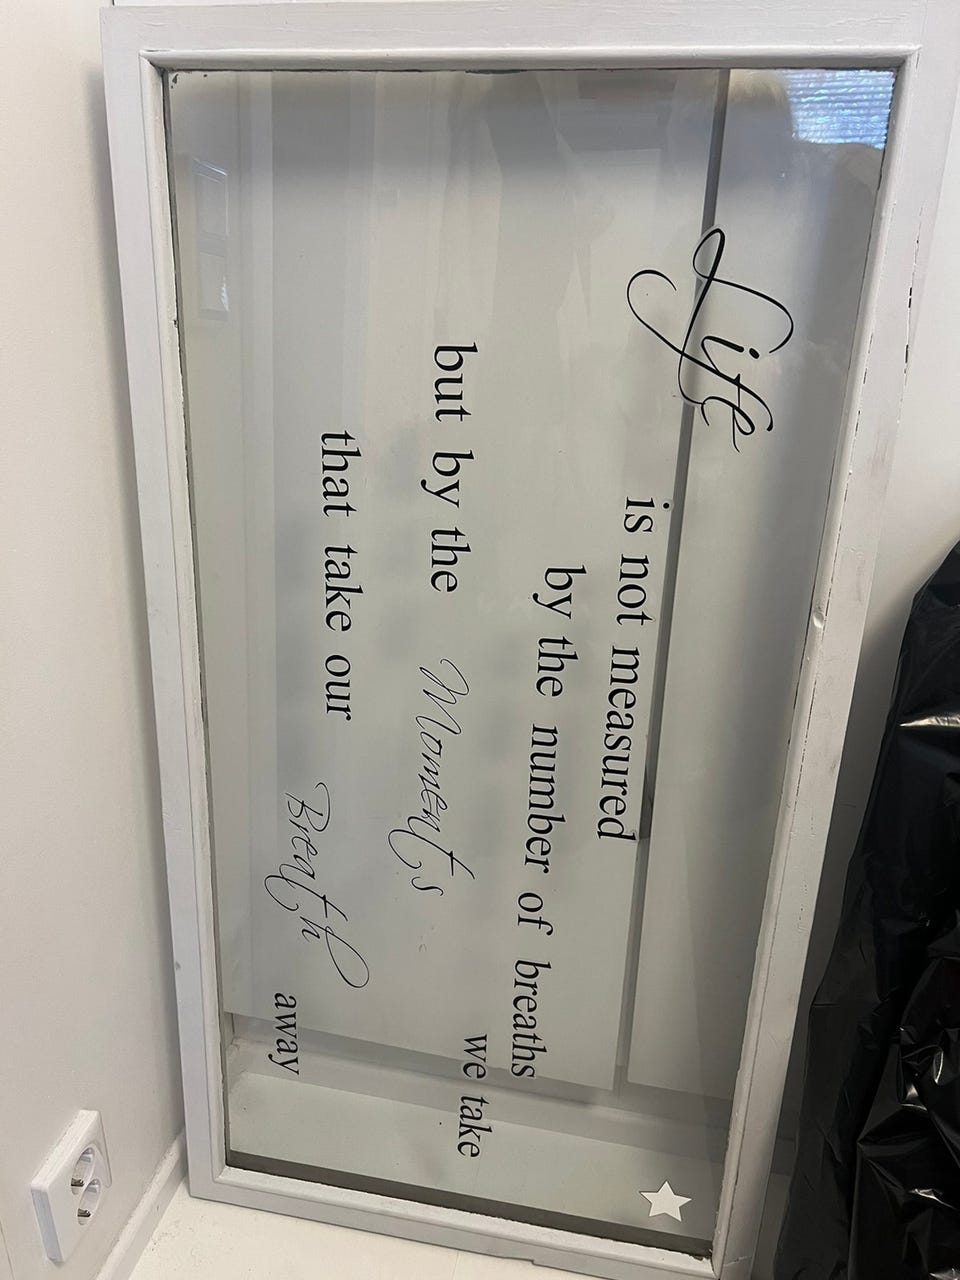 Life
is not measured
by the number of breaths
we take
but by the Moments
that take our Breath away